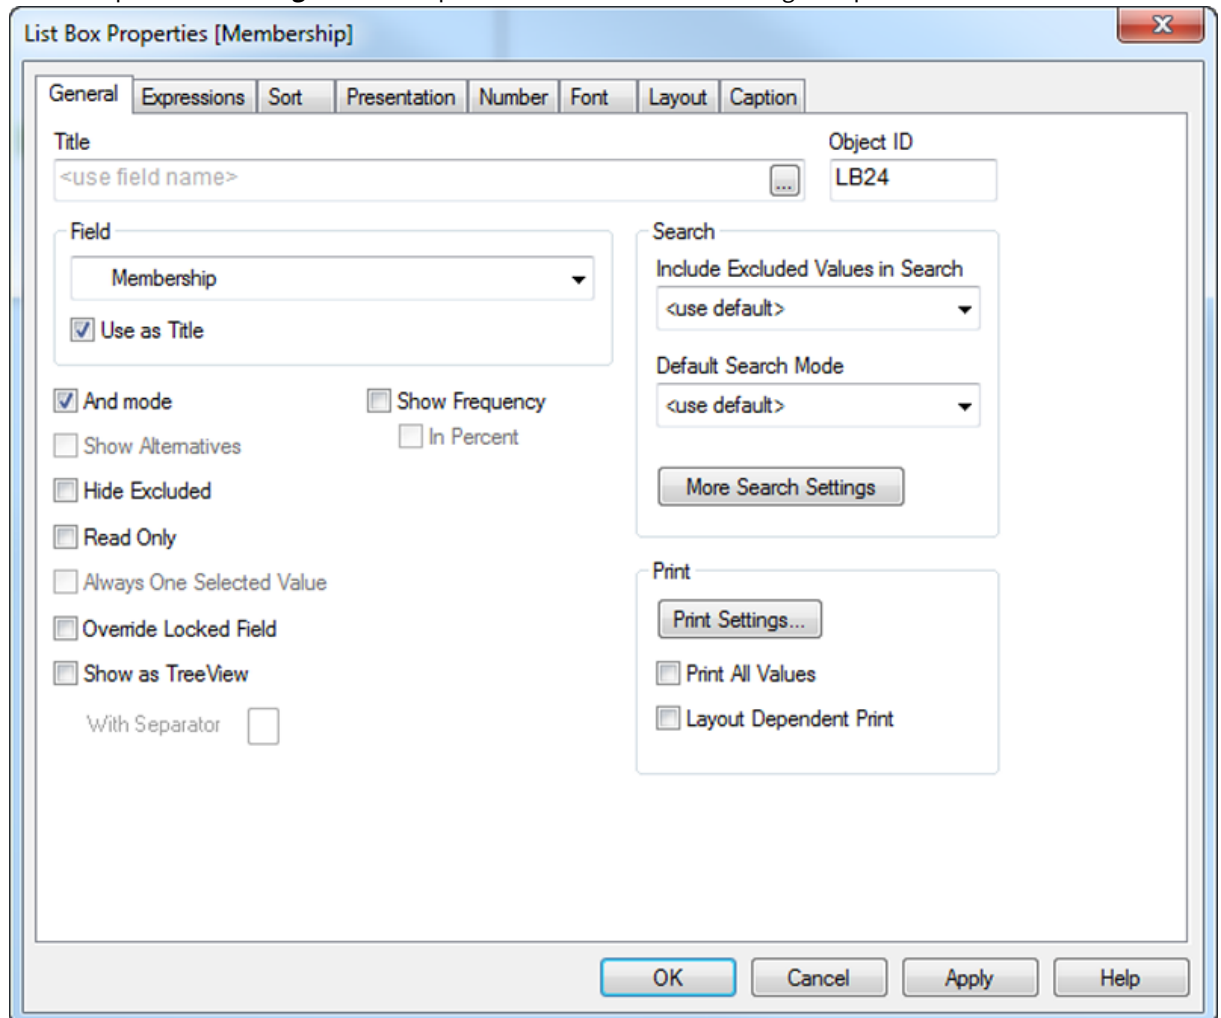 List Box Properties [Membership]
General Expressions Sort Presentation Number Font Layout Caption
Title
Object ID
<use field name>
...
LB24
Field
Membership
Use as Title
Search
Include Excluded Values in Search
<use default>
Default Search Mode
<use default>
More Search Settings
And mode
Show Frequency
In Percent
Show Alternatives
Hide Excluded
Read Only
Always One Selected Value
Override Locked Field
Show as TreeView
With Separator
Print
Print Settings...
Print All Values
Layout Dependent Print
OK Cancel Apply Help